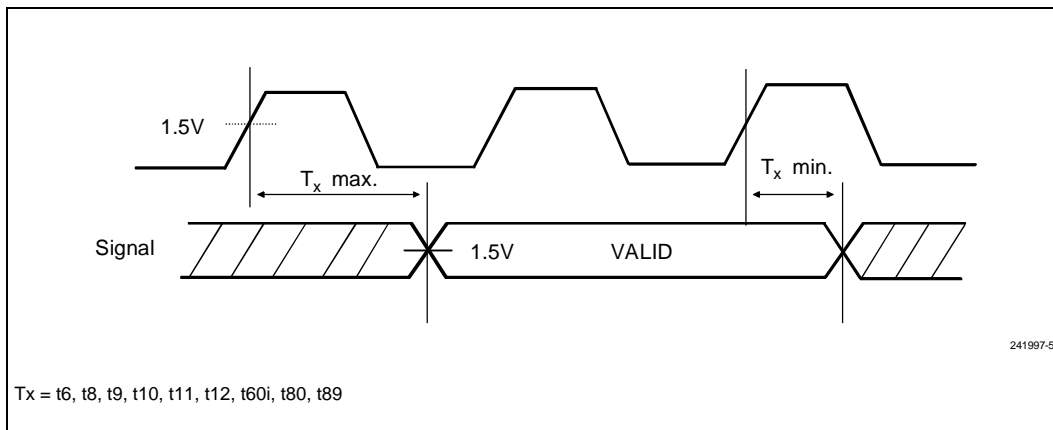 1.5V
Tx max.
Tx min.
Signal
1.5V VALID
241997-5
Tx = t6, t8, t9, t10, t11, t12, t60i, t80, t89